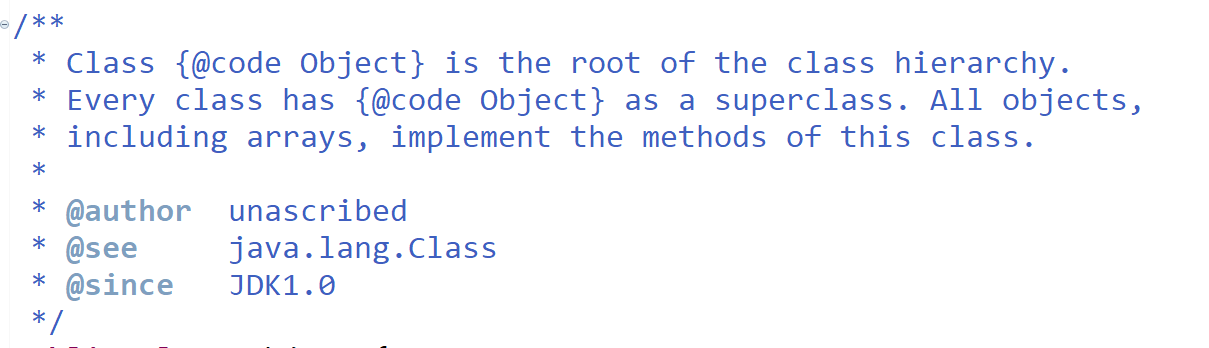 /**
 * Class {@code Object} is the root of the class hierarchy.
 * Every class has {@code Object} as a superclass. All objects,
 * including arrays, implement the methods of this class.
 *
 * @author  unascribed
 * @see     java.lang.Class
 * @since   JDK1.0
 */